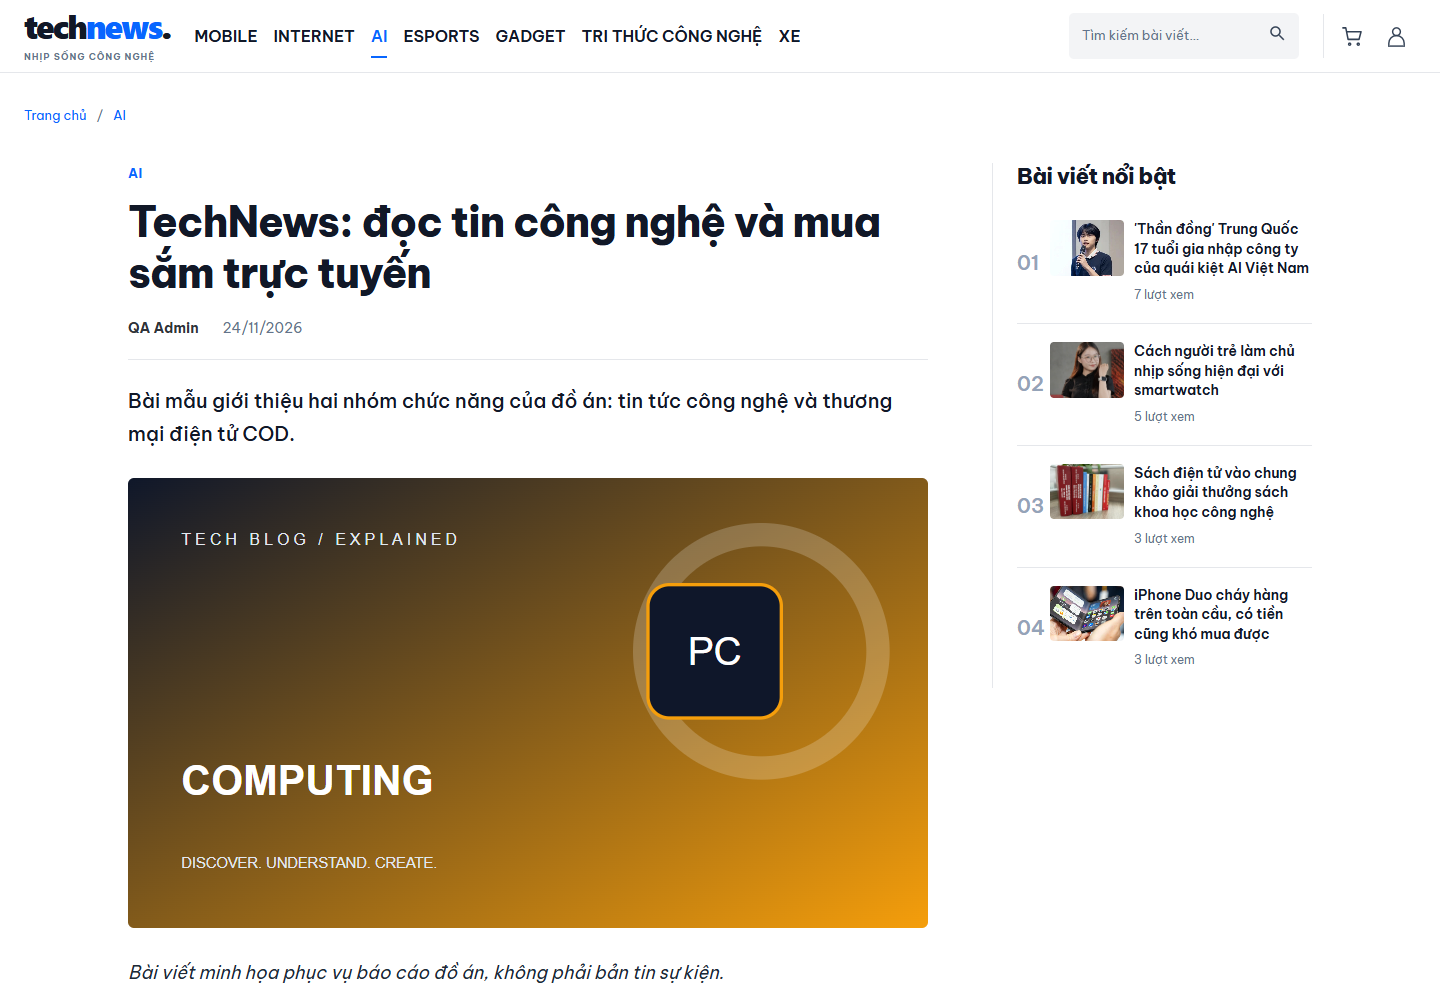 technews.
NHỊP SỐNG CÔNG NGHỆ
MOBILE INTERNET AI ESPORTS GADGET TRI THỨC CÔNG NGHỆ XE
Tìm kiếm bài viết...
Trang chủ / AI
AI
TechNews: đọc tin công nghệ và mua
sắm trực tuyến
QA Admin 24/11/2026
Bài mẫu giới thiệu hai nhóm chức năng của đồ án: tin tức công nghệ và thương
mại điện tử COD.
TECH BLOG / EXPLAINED
PC
COMPUTING
DISCOVER. UNDERSTAND. CREATE.
Bài viết minh họa phục vụ báo cáo đồ án, không phải bản tin sự kiện.
Bài viết nổi bật
01
'Thần đồng' Trung Quốc
17 tuổi gia nhập công ty
của quái kiệt AI Việt Nam
7 lượt xem
02
Cách người trẻ làm chủ
nhịp sống hiện đại với
smartwatch
5 lượt xem
03
Sách điện tử vào chung
khảo giải thưởng sách
khoa học công nghệ
3 lượt xem
04
iPhone Duo cháy hàng
trên toàn cầu, có tiền
cũng khó mua được
3 lượt xem